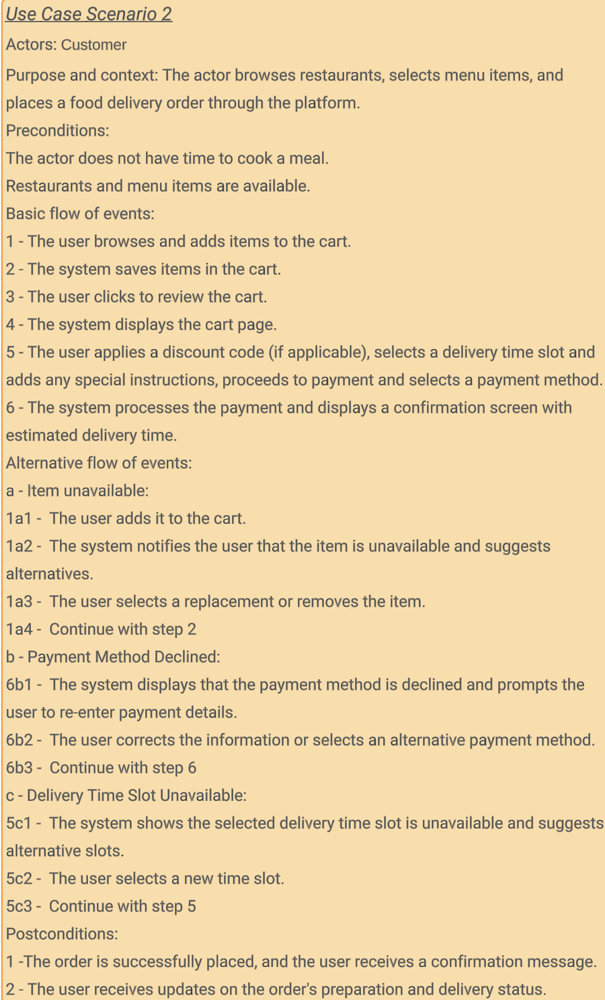 Use Case Scenario 2
Actors: Customer
Purpose and context: The actor browses restaurants, selects menu items, and
places a food delivery order through the platform.
Preconditions:
The actor does not have time to cook a meal.
Restaurants and menu items are available.
Basic flow of events:
1 - The user browses and adds items to the cart.
2 - The system saves items in the cart.
3 - The user clicks to review the cart.
4 - The system displays the cart page.
5 - The user applies a discount code (if applicable), selects a delivery time slot and
adds any special instructions, proceeds to payment and selects a payment method.
6 - The system processes the payment and displays a confirmation screen with
estimated delivery time.
Alternative flow of events:
a - Item unavailable:
1a1 -  The user adds it to the cart.
1a2 -  The system notifies the user that the item is unavailable and suggests
alternatives.
1a3 -  The user selects a replacement or removes the item.
1a4 -  Continue with step 2
b - Payment Method Declined:
6b1 -  The system displays that the payment method is declined and prompts the
user to re-enter payment details.
6b2 -  The user corrects the information or selects an alternative payment method.
6b3 -  Continue with step 6
c - Delivery Time Slot Unavailable:
5c1 -  The system shows the selected delivery time slot is unavailable and suggests
alternative slots.
5c2 -  The user selects a new time slot.
5c3 -  Continue with step 5
Postconditions:
1 -The order is successfully placed, and the user receives a confirmation message.
2 - The user receives updates on the order's preparation and delivery status.